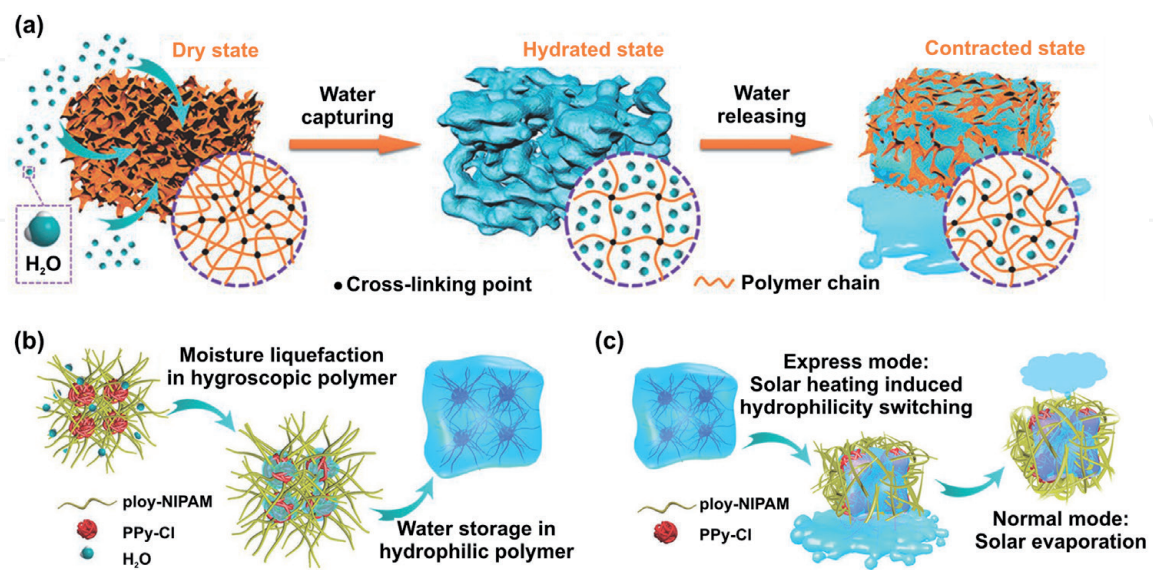 (a)
Dry state
Hydrated state
Contracted state
Water
capturing
Water
releasing
H₂O
Cross-linking point
Polymer chain
(b)
Moisture liquefaction
in hygroscopic polymer
ploy-NIPAM
PPy-Cl
H₂O
Water storage in
hydrophilic polymer
(c)
Express mode:
Solar heating induced
hydrophilicity switching
ploy-NIPAM
PPy-Cl
Normal mode:
Solar evaporation